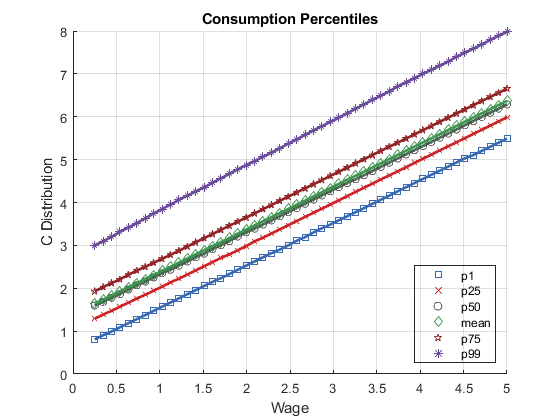 Consumption Percentiles
8
7
6
5
4
3
2
1
0
C Distribution
p1
p25
p50
mean
p75
p99
0 0.5 1 1.5 2 2.5 3 3.5 4 4.5 5
Wage